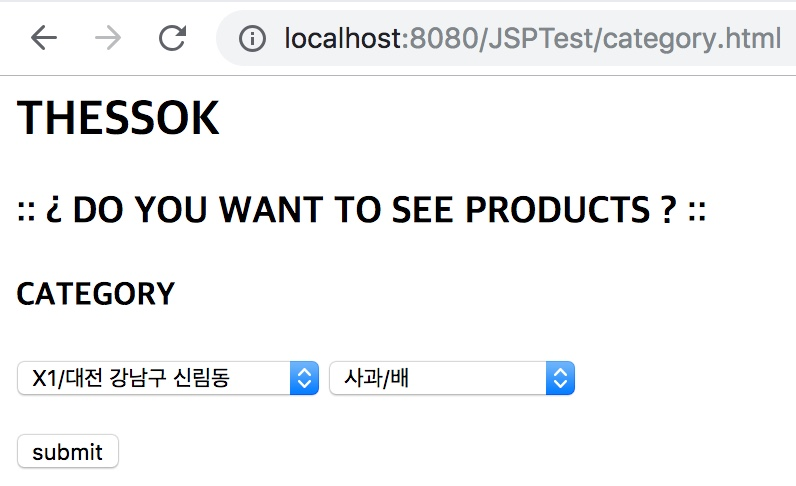 localhost:8080/JSPTest/category.html
THESSOK
:: ¿ DO YOU WANT TO SEE PRODUCTS ? ::
CATEGORY
X1/대전 강남구 신림동 사과/배
submit